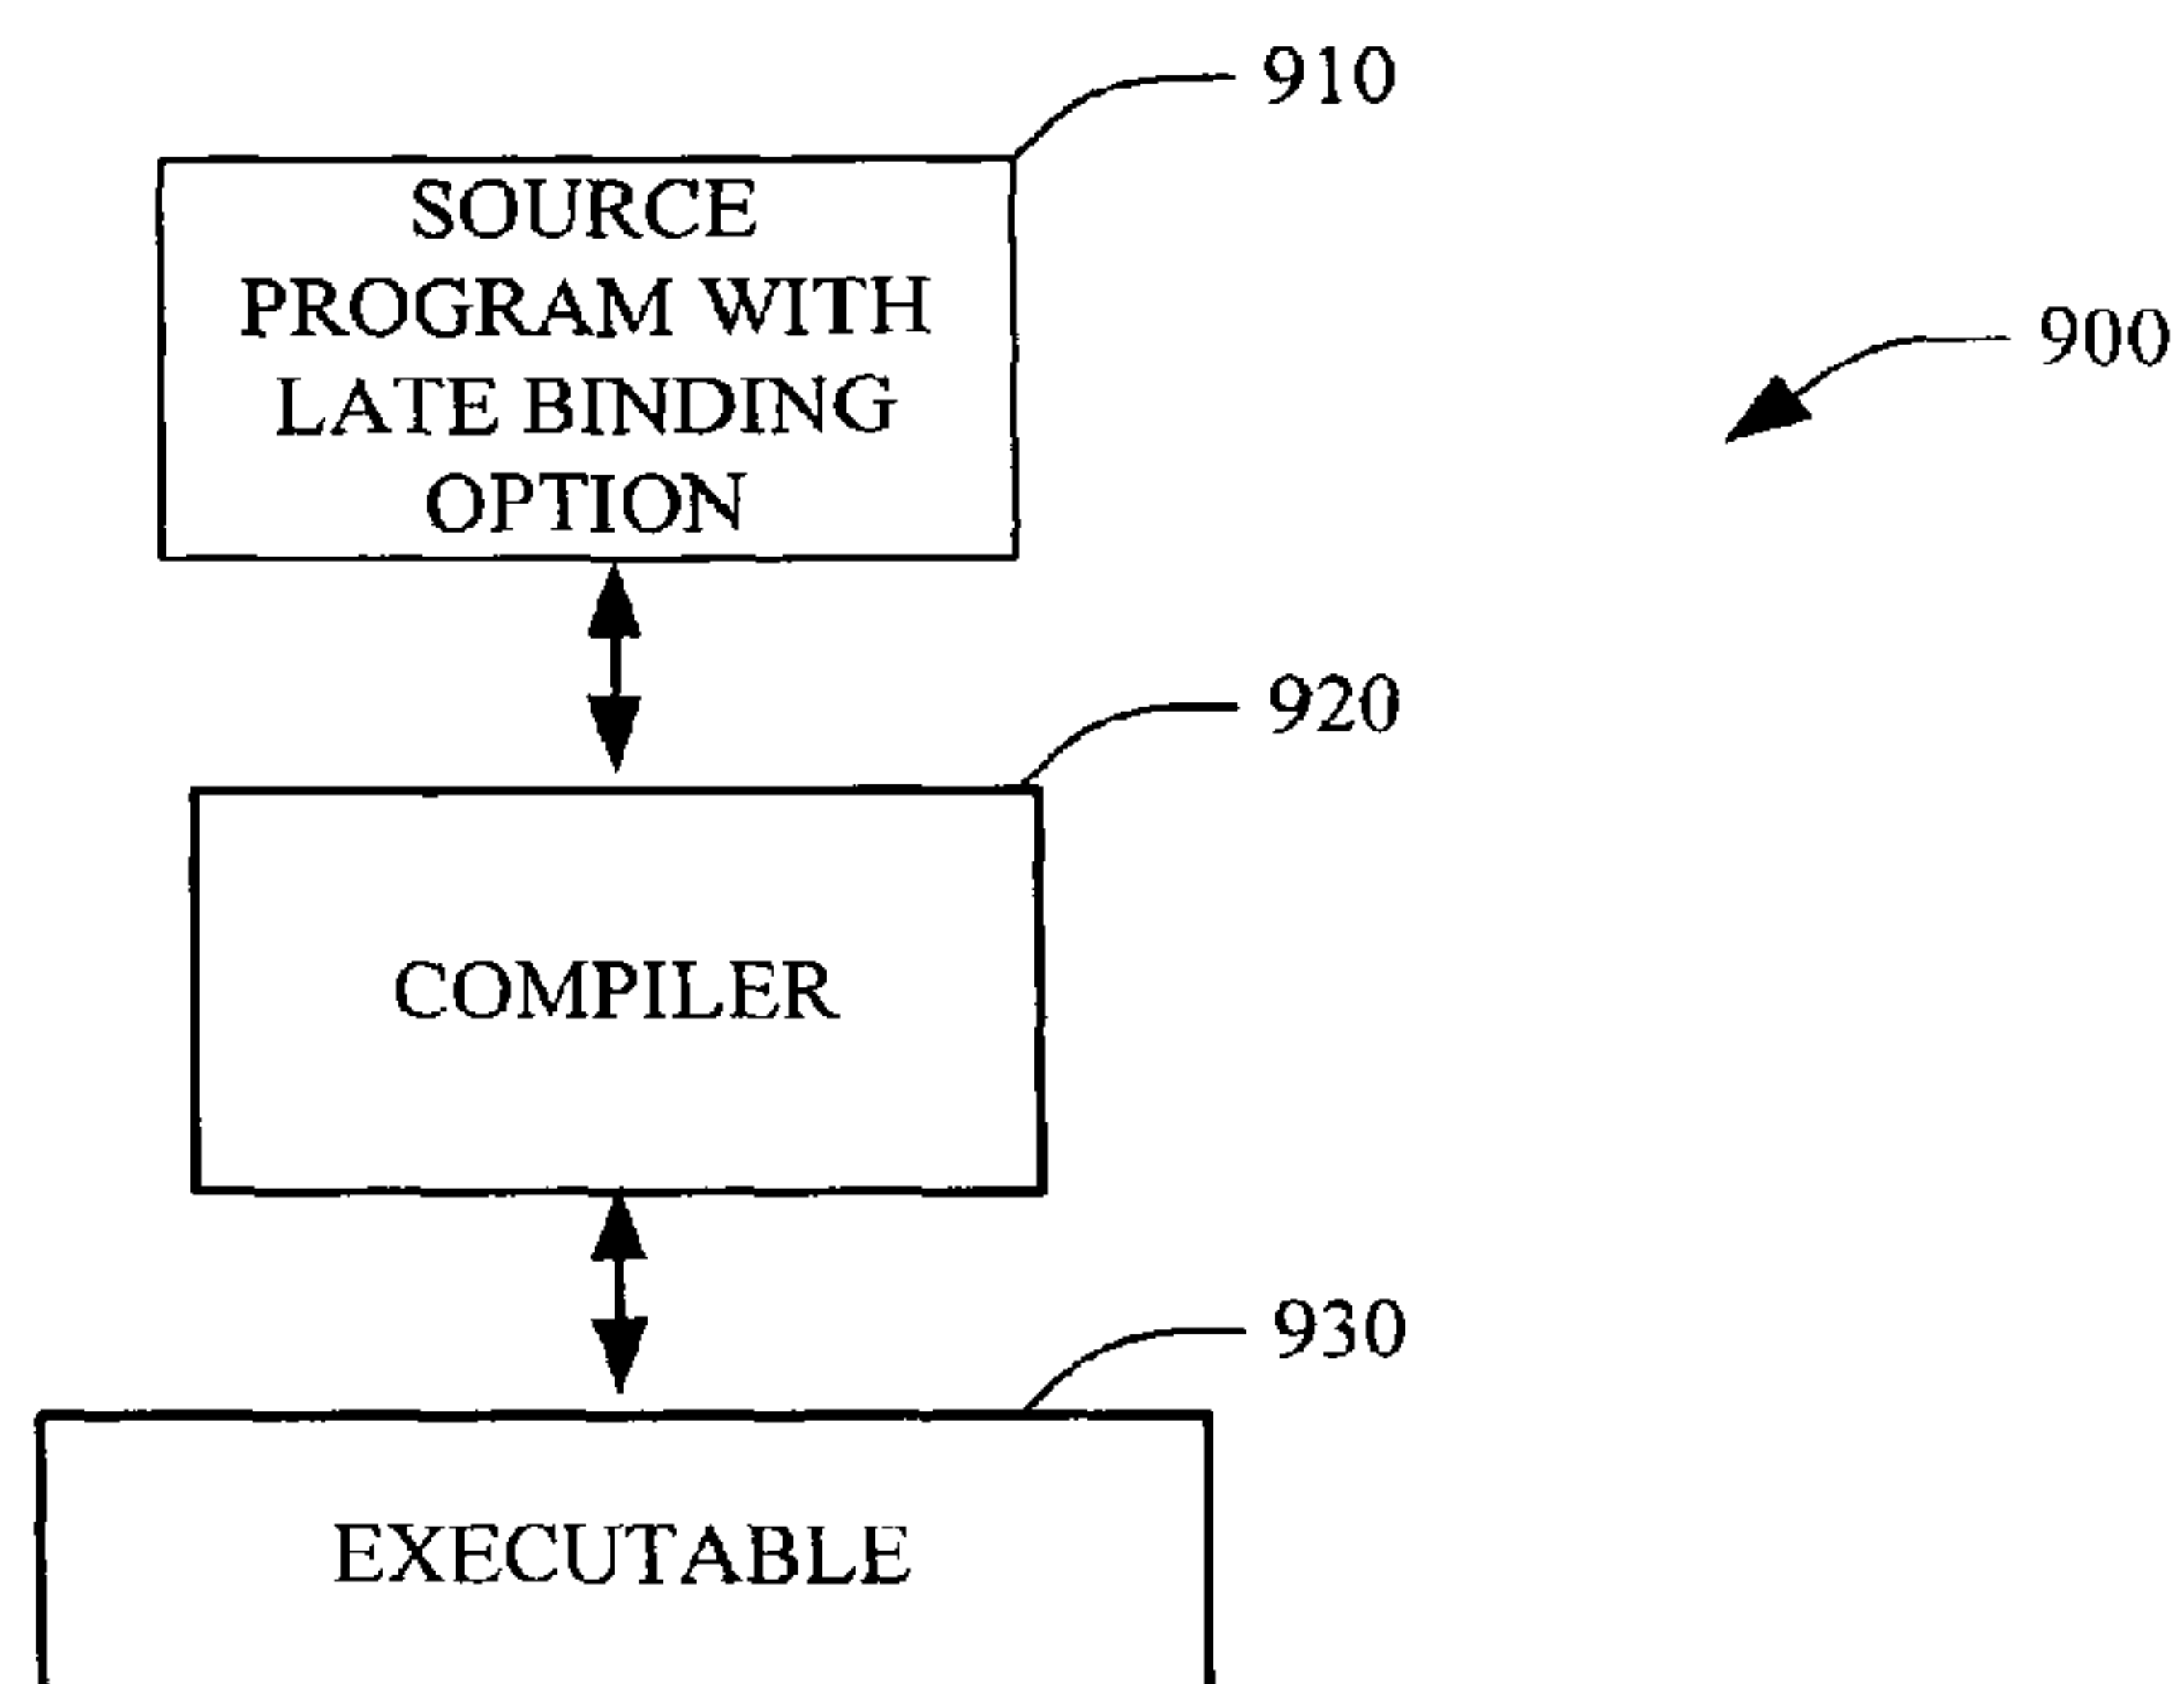 910
SOURCE
PROGRAM WITH
LATE BINDING
OPTION
900
920
COMPILER
930
EXECUTABLE